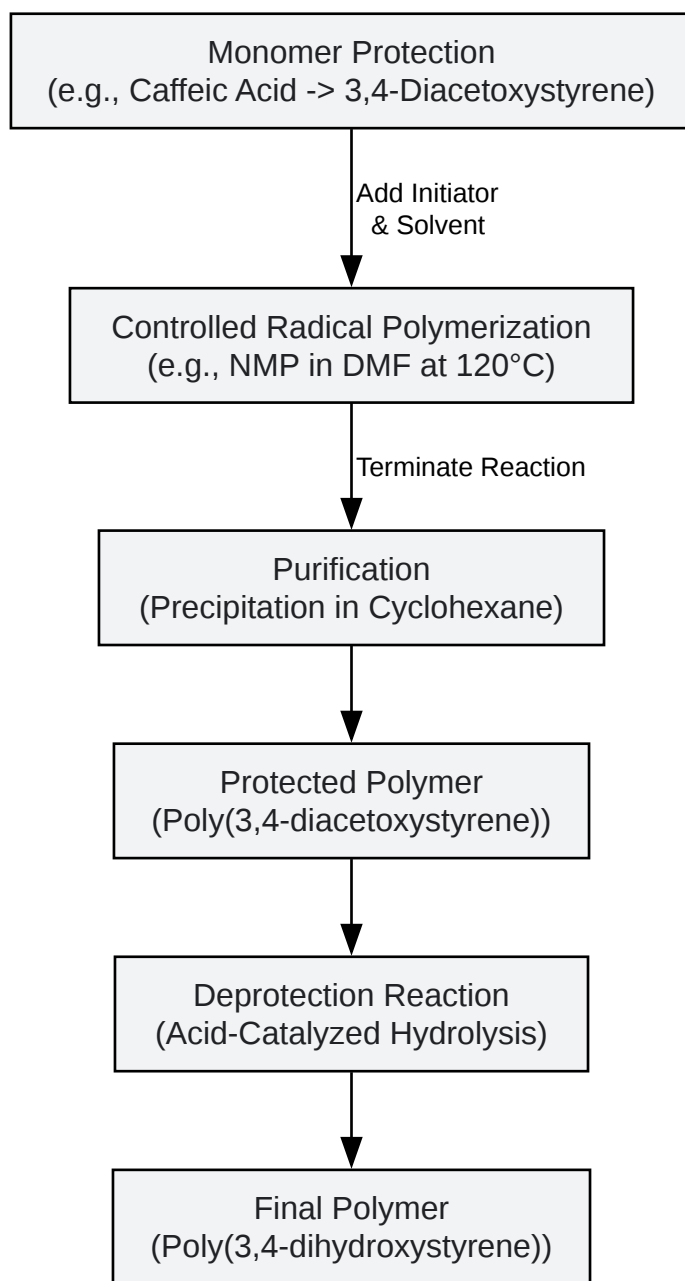 Monomer Protection
(e.g., Caffeic Acid -> 3,4-Diacetoxystyrene)
Add Initiator
& Solvent
Controlled Radical Polymerization
(e.g., NMP in DMF at 120°C)
Terminate Reaction
Purification
(Precipitation in Cyclohexane)
Protected Polymer
(Poly(3,4-diacetoxystyrene))
Deprotection Reaction
(Acid-Catalyzed Hydrolysis)
Final Polymer
(Poly(3,4-dihydroxystyrene))